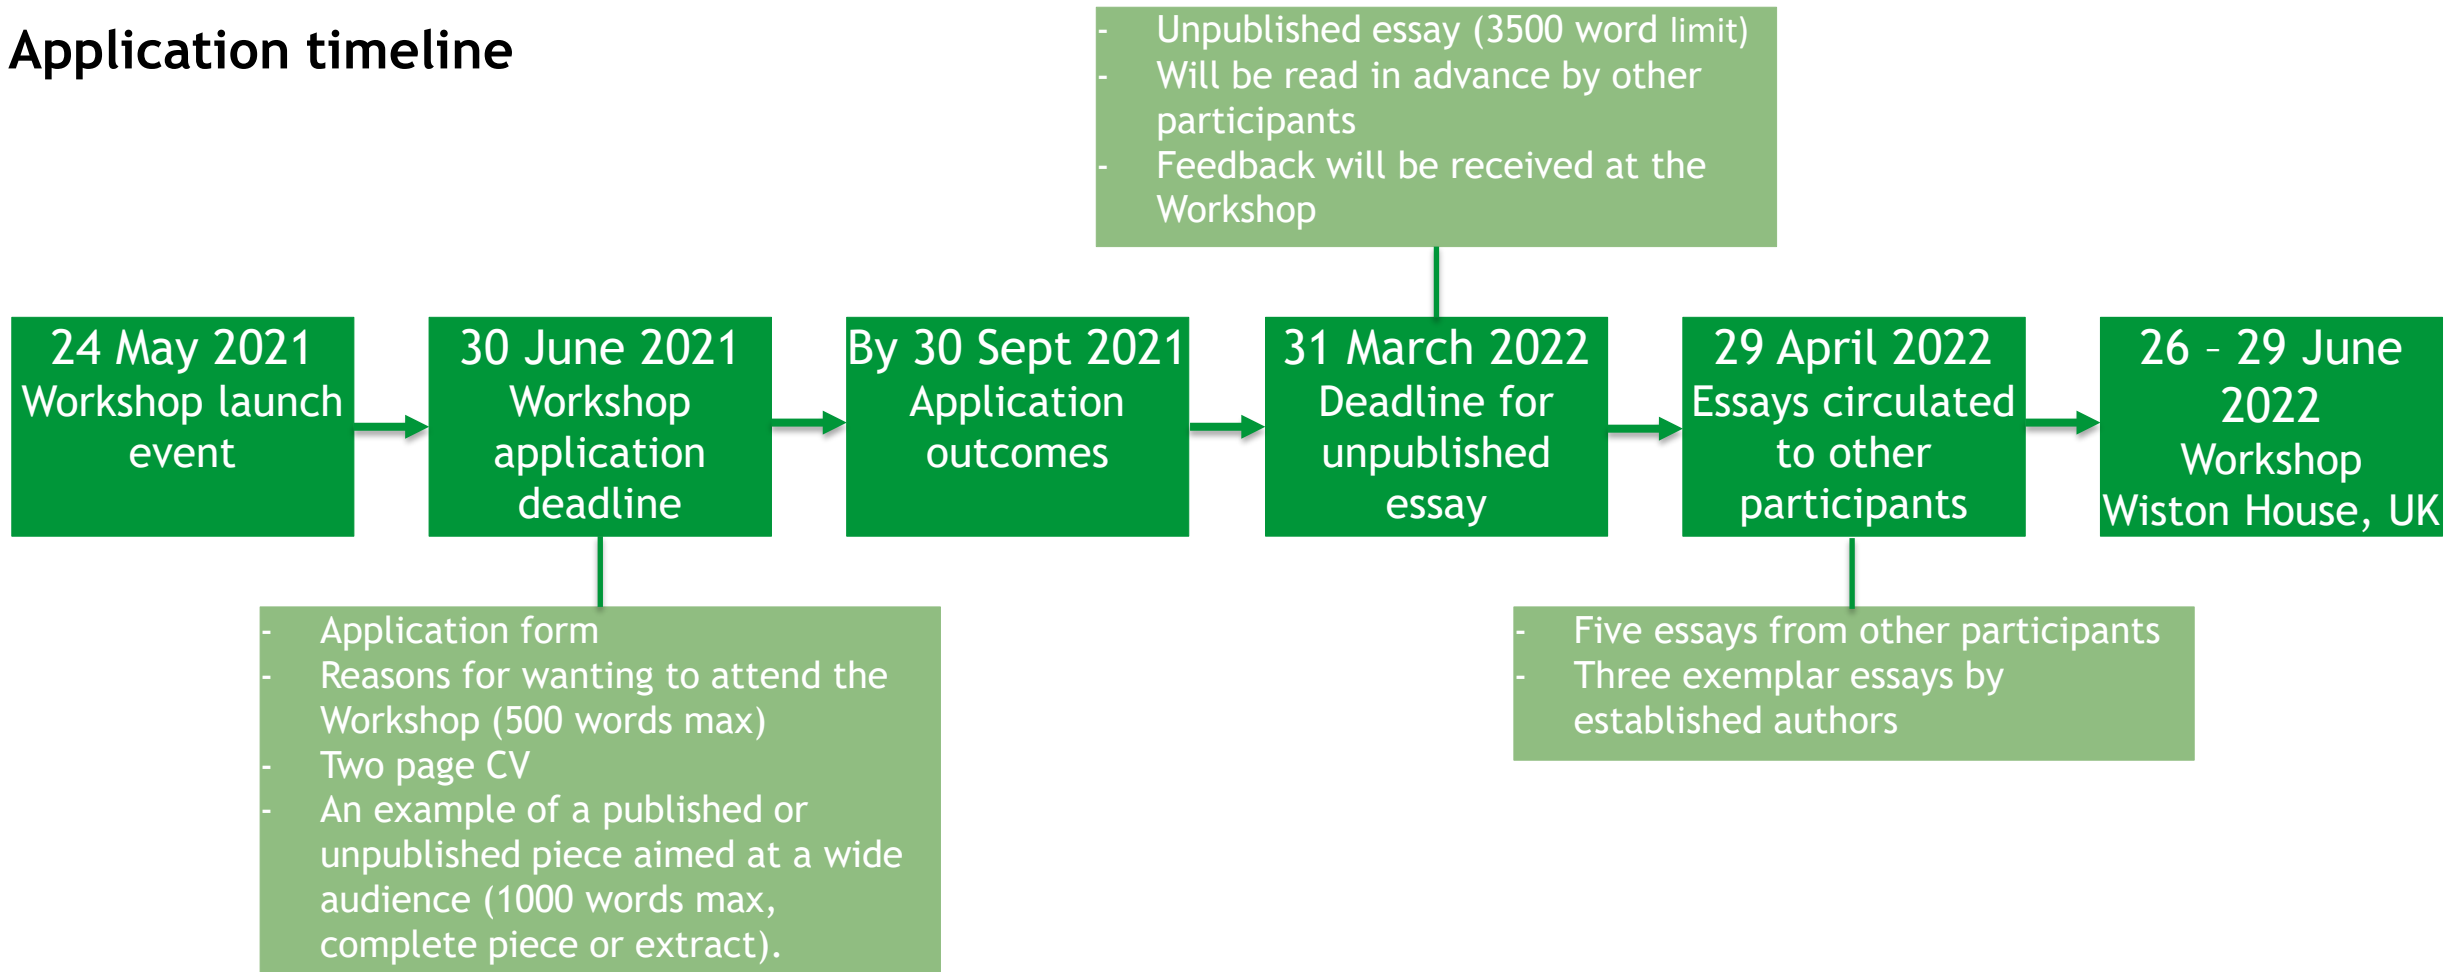 Application timeline
- Unpublished essay (3500 word limit)
- Will be read in advance by other
participants
- Feedback will be received at the
Workshop
24 May 2021
Workshop launch
event
30 June 2021
Workshop
application
deadline
By 30 Sept 2021
Application
outcomes
31 March 2022
Deadline for
unpublished
essay
29 April 2022
Essays circulated
to other
participants
26 – 29 June
2022
Workshop
Wiston House, UK
- Application form
- Reasons for wanting to attend the
Workshop (500 words max)
- Two page CV
- An example of a published or
unpublished piece aimed at a wide
audience (1000 words max,
complete piece or extract).
- Five essays from other participants
- Three exemplar essays by
established authors